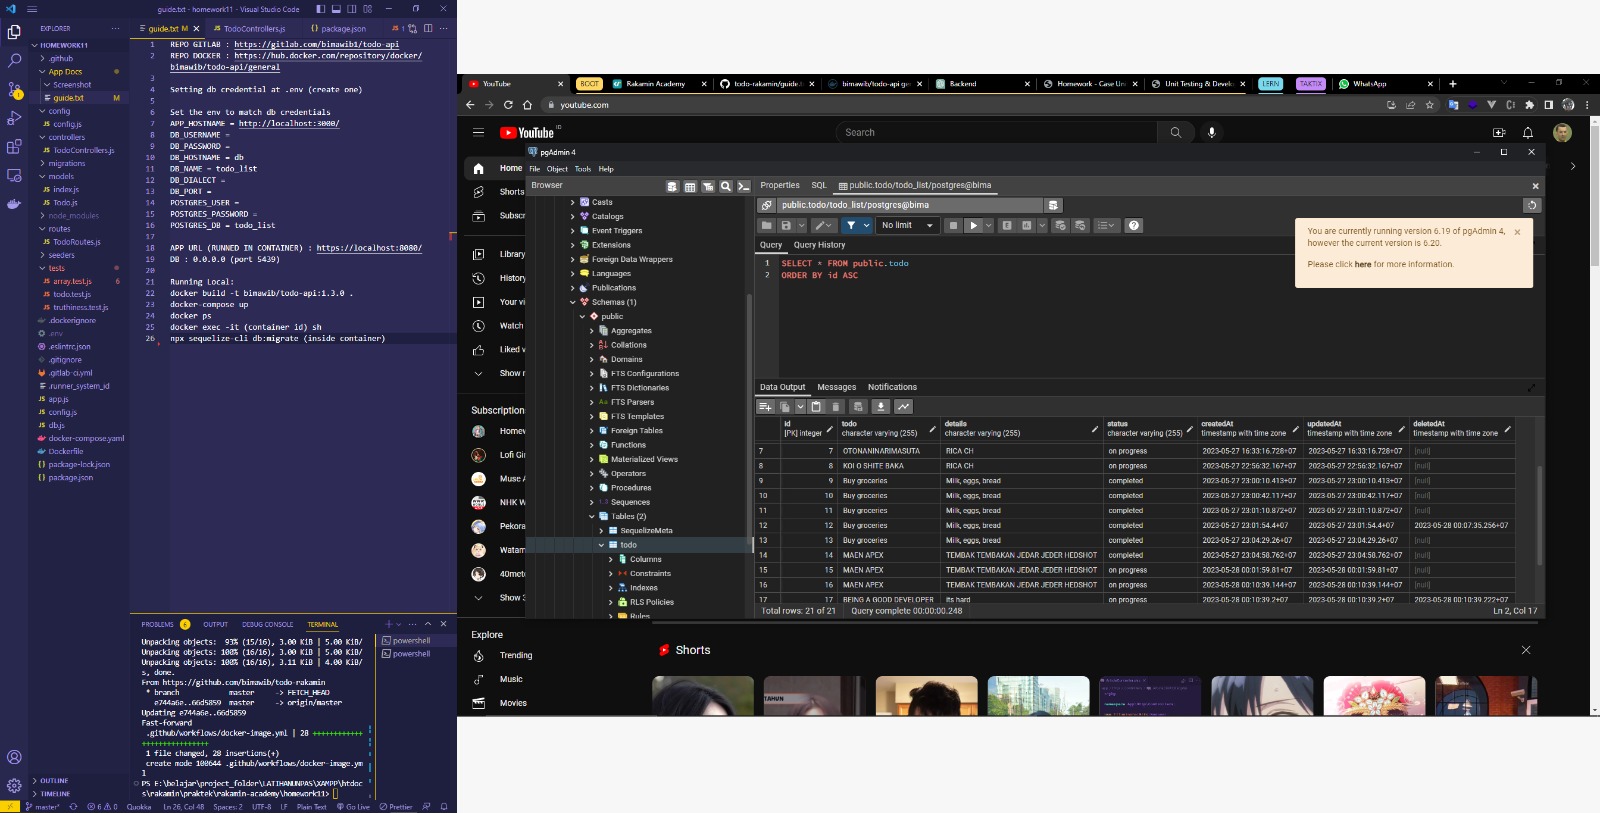 guide.txt - homework11 - Visual Studio Code
EXPLORER
HOMEWORK11
.github
App Docs
Screenshot
guide.txt M
config
config.js
controllers
TodoControllers.js
migrations
models
index.js
Todo.js
node_modules
routes
TodoRoutes.js
seeders
tests
array.test.js 6
todo.test.js
truthiness.test.js
.dockerignore
.env
.eslintrc.json
.gitignore
.gitlab-ci.yml
.runner_system_id
app.js
config.js
db.js
docker-compose.yaml
Dockerfile
package-lock.json
package.json
OUTLINE
TIMELINE
guide.txt M
TodoControllers.js
package.json
1 REPO GITLAB : https://gitlab.com/bimawib1/todo-api
2 REPO DOCKER : https://hub.docker.com/repository/docker/
bimawib/todo-api/general
3
4 Setting db credential at .env (create one)
5
6 Set the env to match db credentials
7 APP_HOSTNAME = http://localhost:3000/
8 DB_USERNAME =
9 DB_PASSWORD =
10 DB_HOSTNAME = db
11 DB_NAME = todo_list
12 DB_DIALECT =
13 DB_PORT =
14 POSTGRES_USER =
15 POSTGRES_PASSWORD =
16 POSTGRES_DB = todo_list
17
18 APP URL (RUNNED IN CONTAINER) : https://localhost:8080/
19 DB : 0.0.0.0 (port 5439)
20
21 Running Local:
22 docker build -t bimawib/todo-api:1.3.0 .
23 docker-compose up
24 docker ps
25 docker exec -it (container id) sh
26 npx sequelize-cli db:migrate (inside container)
PROBLEMS 6 OUTPUT DEBUG CONSOLE TERMINAL
powershell
powershell
Unpacking objects: 93% (15/16), 3.00 KiB | 5.00 KiB/
Unpacking objects: 100% (16/16), 3.00 KiB | 5.00 KiB/
Unpacking objects: 100% (16/16), 3.11 KiB | 4.00 KiB/
s, done.
From https://github.com/bimawib/todo-rakamin
* branch master -> FETCH_HEAD
e744a6e..66d5859 master -> origin/master
Updating e744a6e..66d5859
Fast-forward
.github/workflows/docker-image.yml | 28 ++++++++++++
++++++++++++++++
1 file changed, 28 insertions(+)
create mode 100644 .github/workflows/docker-image.ym
l
PS E:\belajar\project_folder\LATIHANUNPAS\XAMPP\htdoc
s\rakamin\praktek\rakamin-academy\homework11>
master* 6 0 Quokka Ln 26, Col 48 Spaces: 2 UTF-8 LF Plain Text Go Live Prettier
YouTube
BOOT
Rakamin Academy
todo-rakamin/guide.t
bimawib/todo-api ge
Backend
Homework - Case Un
Unit Testing & Develo
LERN
TAKTIX
WhatsApp
youtube.com
YouTube ID
Search
Home
Shorts
Subscr
Library
History
Your vi
Watch
Liked v
Show r
Subscriptions
Homew
Lofi Gir
Muse A
NHK W
Pekora
Watam
40mete
Show 3
Explore
Trending
Music
Movies
Shorts
pgAdmin 4
File Object Tools Help
Browser
Casts
Catalogs
Event Triggers
Extensions
Foreign Data Wrappers
Languages
Publications
Schemas (1)
public
Aggregates
Collations
Domains
FTS Configurations
FTS Dictionaries
FTS Parsers
FTS Templates
Foreign Tables
Functions
Materialized Views
Operators
Procedures
Sequences
Tables (2)
SequelizeMeta
todo
Columns
Constraints
Indexes
RLS Policies
Rules
Properties SQL public.todo/todo_list/postgres@bima
public.todo/todo_list/postgres@bima
No limit
Query Query History
1 SELECT * FROM public.todo
2 ORDER BY id ASC
You are currently running version 6.19 of pgAdmin 4,
however the current version is 6.20.
Please click here for more information.
Data Output Messages Notifications
id todo details status createdAt updatedAt deletedAt
[PK] integer character varying (255) character varying (255) character varying (255) timestamp with time zone timestamp with time zone timestamp with time zone
7 7 OTONANINARIMASUTA RICA CH on progress 2023-05-27 16:33:16.728+07 2023-05-27 16:33:16.728+07 [null]
8 8 KOI O SHITE BAKA RICA CH on progress 2023-05-27 22:56:32.167+07 2023-05-27 22:56:32.167+07 [null]
9 9 Buy groceries Milk, eggs, bread completed 2023-05-27 23:00:10.413+07 2023-05-27 23:00:10.413+07 [null]
10 10 Buy groceries Milk, eggs, bread completed 2023-05-27 23:00:42.117+07 2023-05-27 23:00:42.117+07 [null]
11 11 Buy groceries Milk, eggs, bread completed 2023-05-27 23:01:10.872+07 2023-05-27 23:01:10.872+07 [null]
12 12 Buy groceries Milk, eggs, bread completed 2023-05-27 23:01:54.4+07 2023-05-27 23:01:54.4+07 2023-05-28 00:07:35.256+07
13 13 Buy groceries Milk, eggs, bread completed 2023-05-27 23:04:29.26+07 2023-05-27 23:04:29.26+07 [null]
14 14 MAEN APEX TEMBAK TEMBAKAN JEDAR JEDER HEDSHOT completed 2023-05-27 23:04:58.762+07 2023-05-27 23:04:58.762+07 [null]
15 15 MAEN APEX TEMBAK TEMBAKAN JEDAR JEDER HEDSHOT on progress 2023-05-28 00:01:59.81+07 2023-05-28 00:01:59.81+07 [null]
16 16 MAEN APEX TEMBAK TEMBAKAN JEDAR JEDER HEDSHOT on progress 2023-05-28 00:10:39.144+07 2023-05-28 00:10:39.144+07 [null]
17 17 BEING A GOOD DEVELOPER its hard on progress 2023-05-28 00:10:39.2+07 2023-05-28 00:10:39.2+07 2023-05-28 00:10:39.222+07
Total rows: 21 of 21 Query complete 00:00:00.248 Ln 2, Col 17